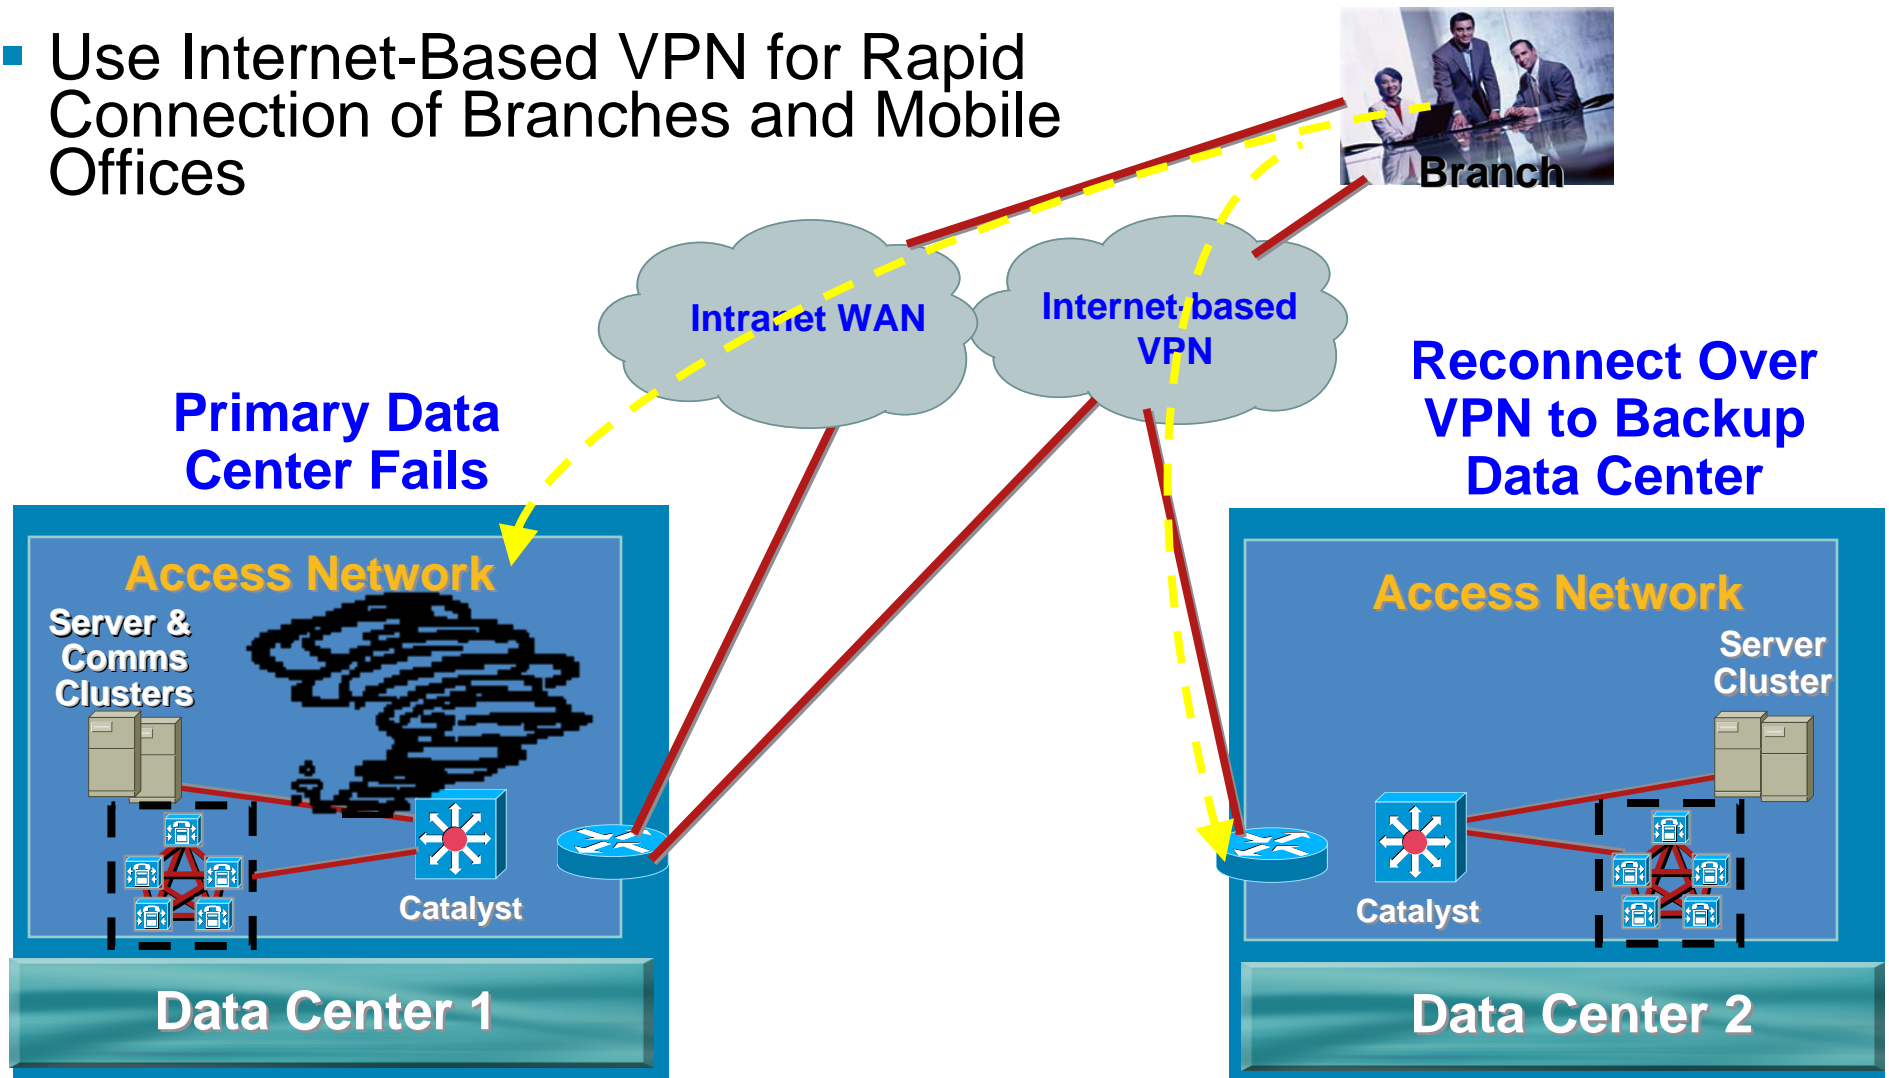 Use Internet-Based VPN for Rapid
Connection of Branches and Mobile
Offices
Branch
Intranet WAN
Internet-based
VPN
Primary Data
Center Fails
Reconnect Over
VPN to Backup
Data Center
Access Network
Server &
Comms
Clusters
Catalyst
Data Center 1
Access Network
Server
Cluster
Catalyst
Data Center 2